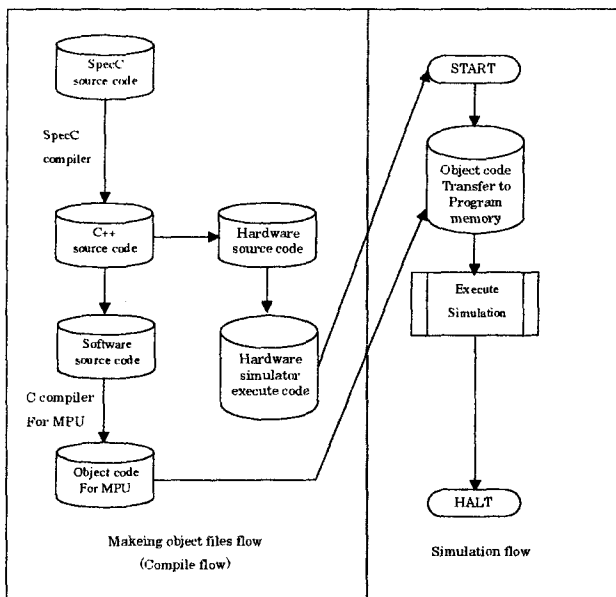 SpecC
source code
SpecC
compiler
C++
source code
Hardware
source code
Software
source code
Hardware
simulator
execute code
C compiler
For MPU
Object code
For MPU
Makeing object files flow
(Compile flow)
START
Object code
Transfer to
Program
memory
Execute
Simulation
HALT
Simulation flow